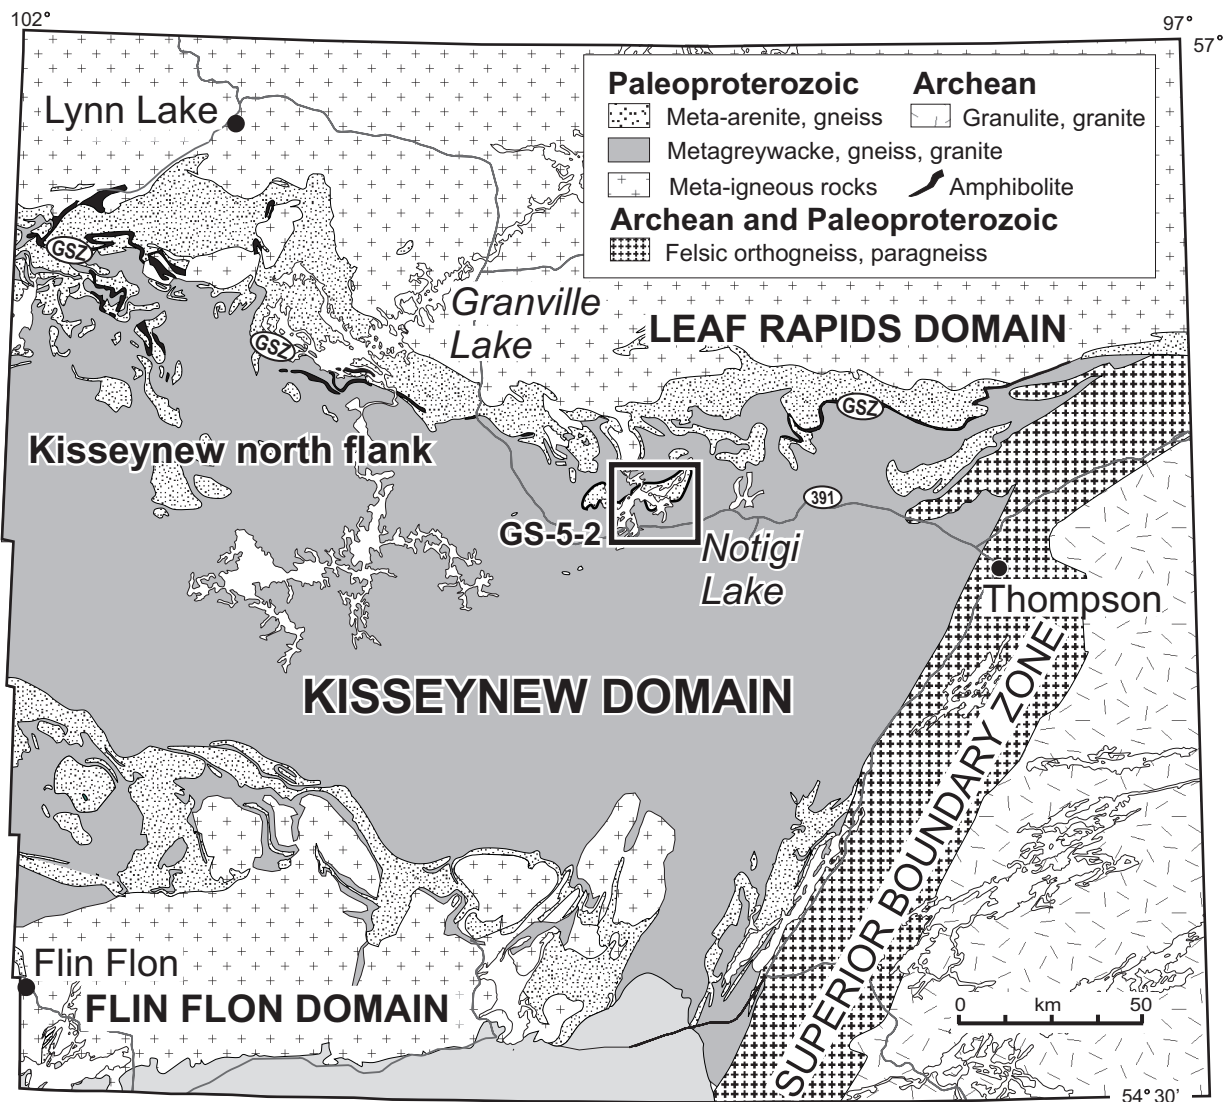 102°
97°
57°
Lynn Lake
Paleoproterozoic
Archean
Meta-arenite, gneiss
Granulite, granite
Metagreywacke, gneiss, granite
Meta-igneous rocks
Amphibolite
Archean and Paleoproterozoic
Felsic orthogneiss, paragneiss
GSZ
Granville
Lake
LEAF RAPIDS DOMAIN
GSZ
GSZ
Kisseynew north flank
391
GS-5-2
Notigi
Lake
Thompson
KISSEYNEW DOMAIN
SUPERIOR BOUNDARY ZONE
Flin Flon
FLIN FLON DOMAIN
0 km 50
54°30'